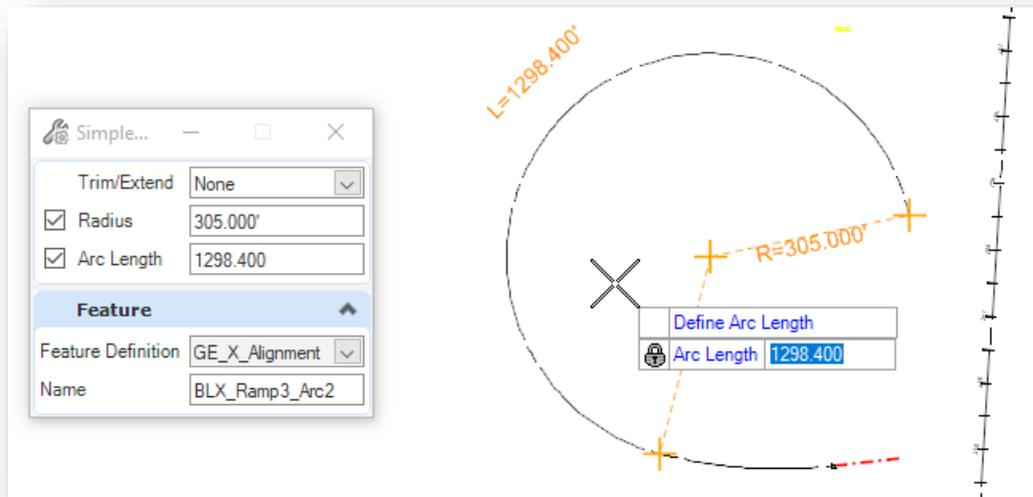 L=1298.400'
Simple...
Trim/Extend None
Radius 305.000'
Arc Length 1298.400
R=305.000'
Feature
Define Arc Length
Feature Definition GE_X_Alignment
Arc Length 1298.400
Name BLX_Ramp3_Arc2